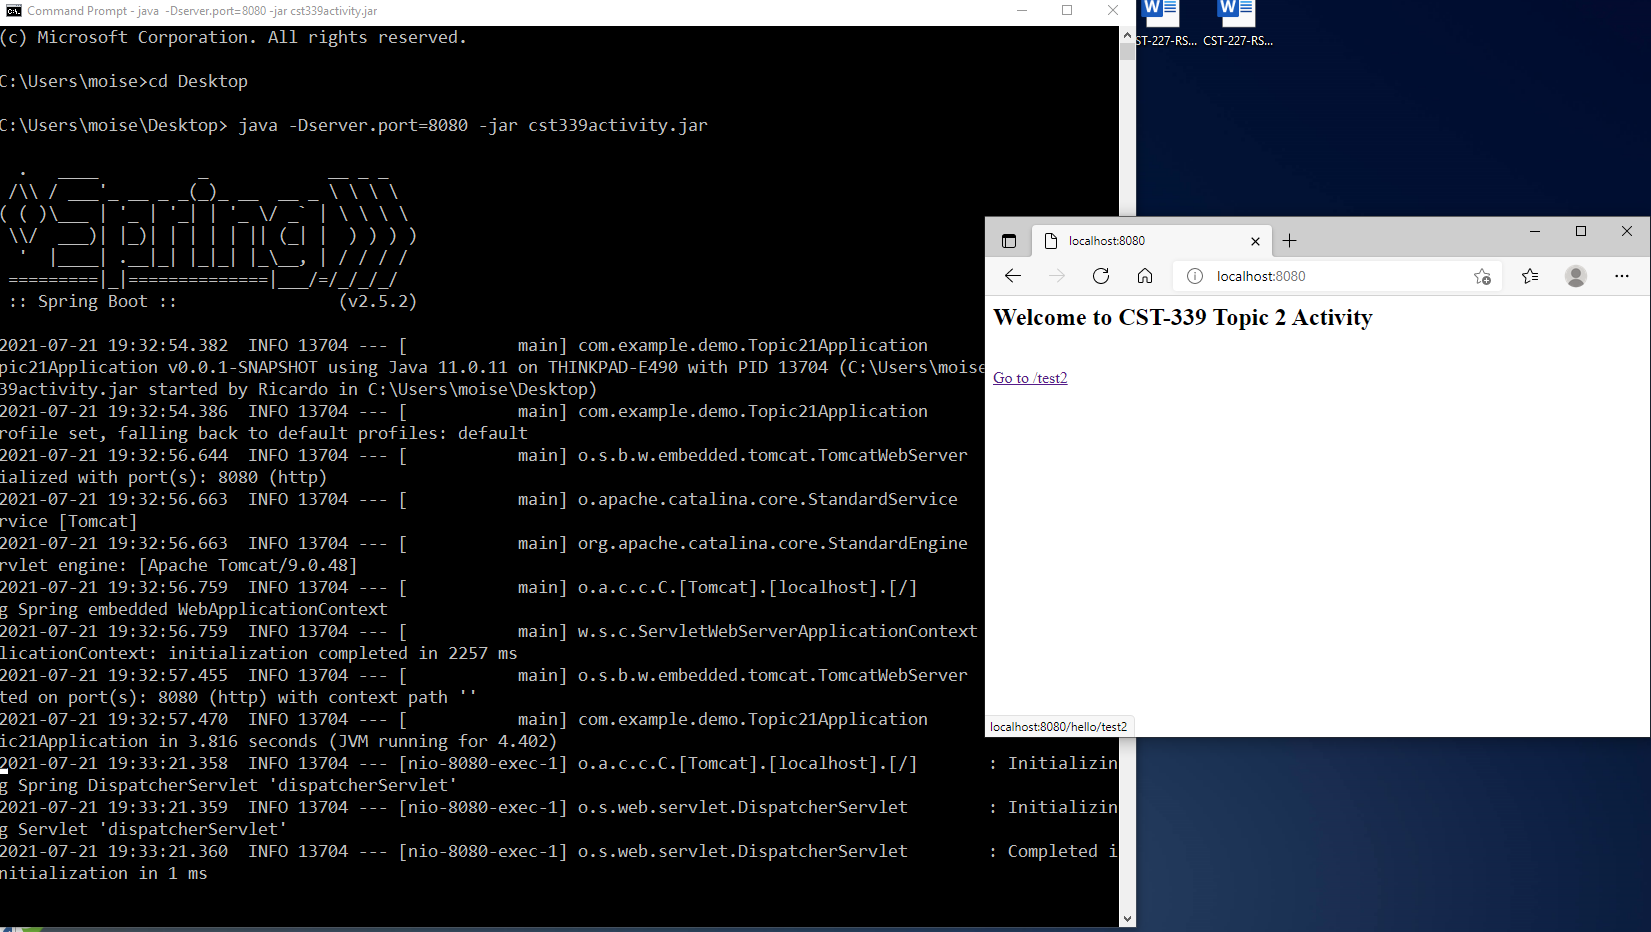 Command Prompt - java  -Dserver.port=8080 -jar cst339activity.jar
(c) Microsoft Corporation. All rights reserved.
C:\Users\moise>cd Desktop
C:\Users\moise\Desktop> java -Dserver.port=8080 -jar cst339activity.jar
:: Spring Boot ::                (v2.5.2)
2021-07-21 19:32:54.382  INFO 13704 --- [           main] com.example.demo.Topic21Application
pic21Application v0.0.1-SNAPSHOT using Java 11.0.11 on THINKPAD-E490 with PID 13704 (C:\Users\moise
39activity.jar started by Ricardo in C:\Users\moise\Desktop)
2021-07-21 19:32:54.386  INFO 13704 --- [           main] com.example.demo.Topic21Application
rofile set, falling back to default profiles: default
2021-07-21 19:32:56.644  INFO 13704 --- [           main] o.s.b.w.embedded.tomcat.TomcatWebServer
ialized with port(s): 8080 (http)
2021-07-21 19:32:56.663  INFO 13704 --- [           main] o.apache.catalina.core.StandardService
rvice [Tomcat]
2021-07-21 19:32:56.663  INFO 13704 --- [           main] org.apache.catalina.core.StandardEngine
rvlet engine: [Apache Tomcat/9.0.48]
2021-07-21 19:32:56.759  INFO 13704 --- [           main] o.a.c.c.C.[Tomcat].[localhost].[/]
g Spring embedded WebApplicationContext
2021-07-21 19:32:56.759  INFO 13704 --- [           main] w.s.c.ServletWebServerApplicationContext
licationContext: initialization completed in 2257 ms
2021-07-21 19:32:57.455  INFO 13704 --- [           main] o.s.b.w.embedded.tomcat.TomcatWebServer
ted on port(s): 8080 (http) with context path ''
2021-07-21 19:32:57.470  INFO 13704 --- [           main] com.example.demo.Topic21Application
ic21Application in 3.816 seconds (JVM running for 4.402)
2021-07-21 19:33:21.358  INFO 13704 --- [nio-8080-exec-1] o.a.c.c.C.[Tomcat].[localhost].[/]       : Initializin
g Spring DispatcherServlet 'dispatcherServlet'
2021-07-21 19:33:21.359  INFO 13704 --- [nio-8080-exec-1] o.s.web.servlet.DispatcherServlet        : Initializin
g Servlet 'dispatcherServlet'
2021-07-21 19:33:21.360  INFO 13704 --- [nio-8080-exec-1] o.s.web.servlet.DispatcherServlet        : Completed i
nitialization in 1 ms
ST-227-RS... CST-227-RS...
localhost:8080
localhost:8080
Welcome to CST-339 Topic 2 Activity
Go to /test2
localhost:8080/hello/test2